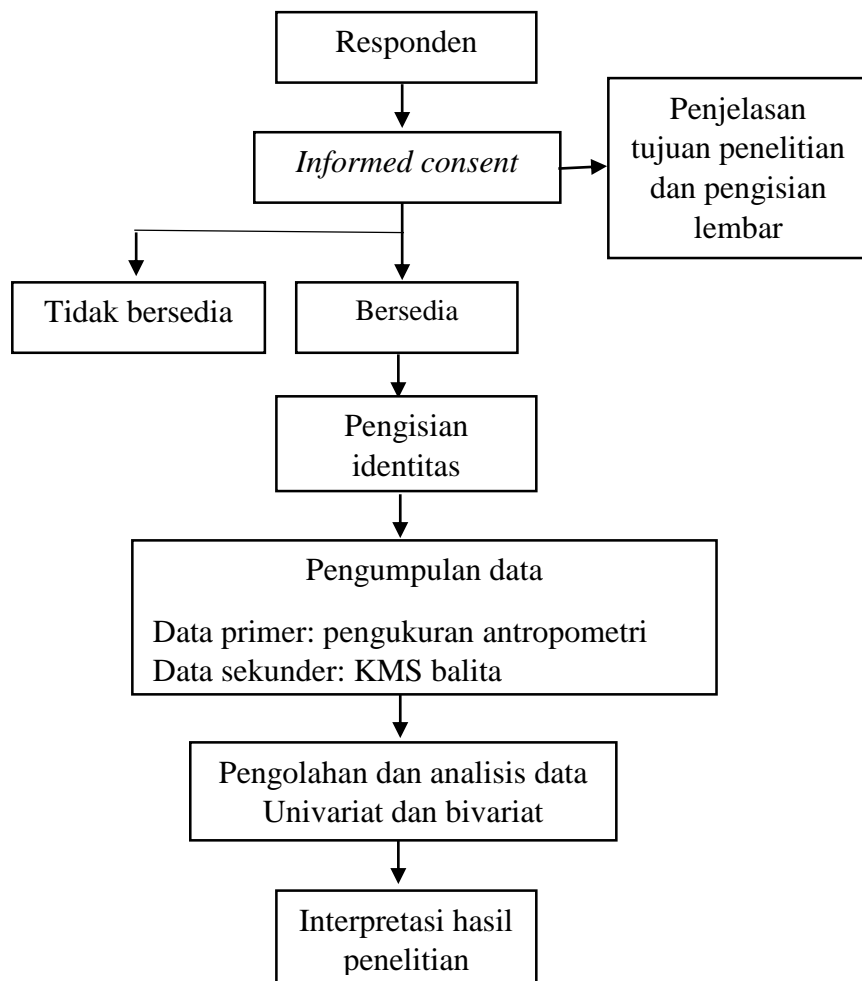 Responden
Informed consent
Penjelasan
tujuan penelitian
dan pengisian
lembar
Tidak bersedia
Bersedia
Pengisian
identitas
Pengumpulan data
Data primer: pengukuran antropometri
Data sekunder: KMS balita
Pengolahan dan analisis data
Univariat dan bivariat
Interpretasi hasil
penelitian